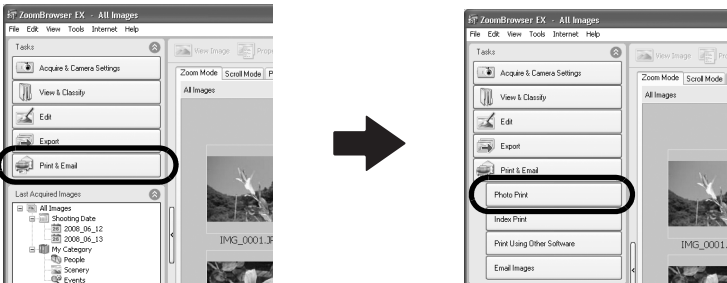 ZoomBrowser EX - All Images
File Edit View Tools Internet Help
Tasks
View Image
Acquire & Camera Settings
Zoom Mode Scroll Mode P
View & Classify
All Images
Edit
Export
Print & Email
Last Acquired Images
All Images
Shooting Date
2008_06_12
2008_06_13
My Category
People
Scenery
Events
IMG_0001.JP
ZoomBrowser EX - All Images
File Edit View Tools Internet Help
Tasks
View Image
Acquire & Camera Settings
Zoom Mode Scroll Mode
View & Classify
All Images
Edit
Export
Print & Email
Photo Print
Index Print
Print Using Other Software
Email Images
IMG_0001.